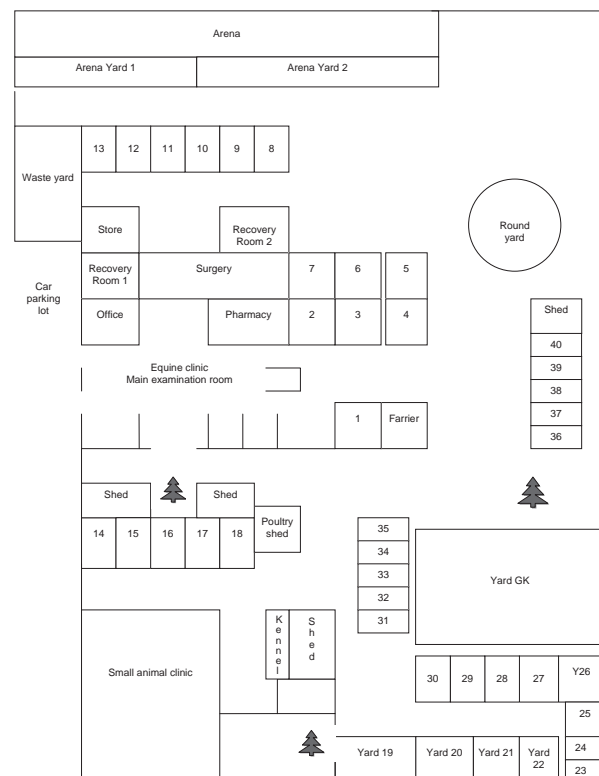 Arena
Arena Yard 1
Arena Yard 2
Waste yard
13
12
11
10
9
8
Store
Recovery
Room 2
Round
yard
Recovery
Room 1
Surgery
7
6
5
Car
parking
lot
Office
Pharmacy
2
3
4
Shed
40
39
38
37
36
Equine clinic
Main examination room
1
Farrier
Shed
Shed
14
15
16
17
18
Poultry
shed
35
34
33
32
31
Yard GK
Kennel
Shed
Small animal clinic
30
29
28
27
Y26
25
24
23
Yard 19
Yard 20
Yard 21
Yard
22